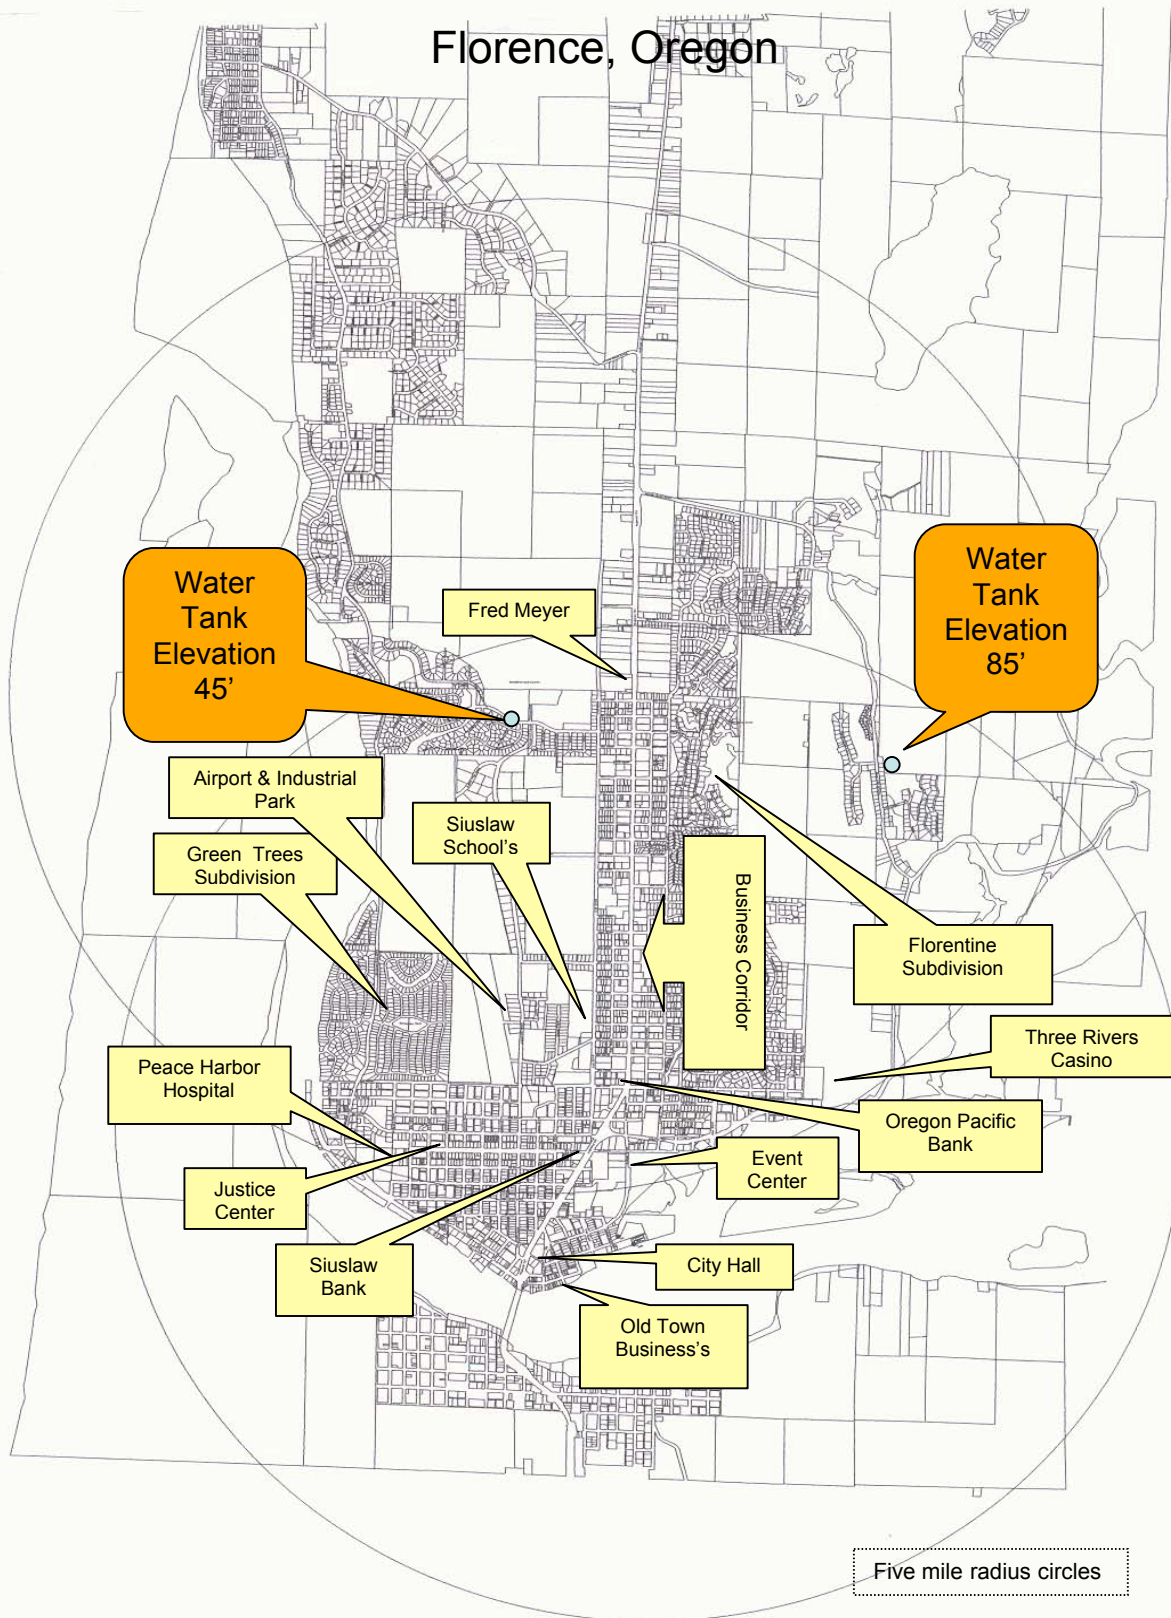 Florence, Oregon
Water
Tank
Elevation
45’
Water
Tank
Elevation
85’
Fred Meyer
Airport & Industrial
Park
Siuslaw
School’s
Green Trees
Subdivision
Business Corridor
Florentine
Subdivision
Three Rivers
Casino
Peace Harbor
Hospital
Oregon Pacific
Bank
Event
Center
Justice
Center
Siuslaw
Bank
City Hall
Old Town
Business’s
Five mile radius circles